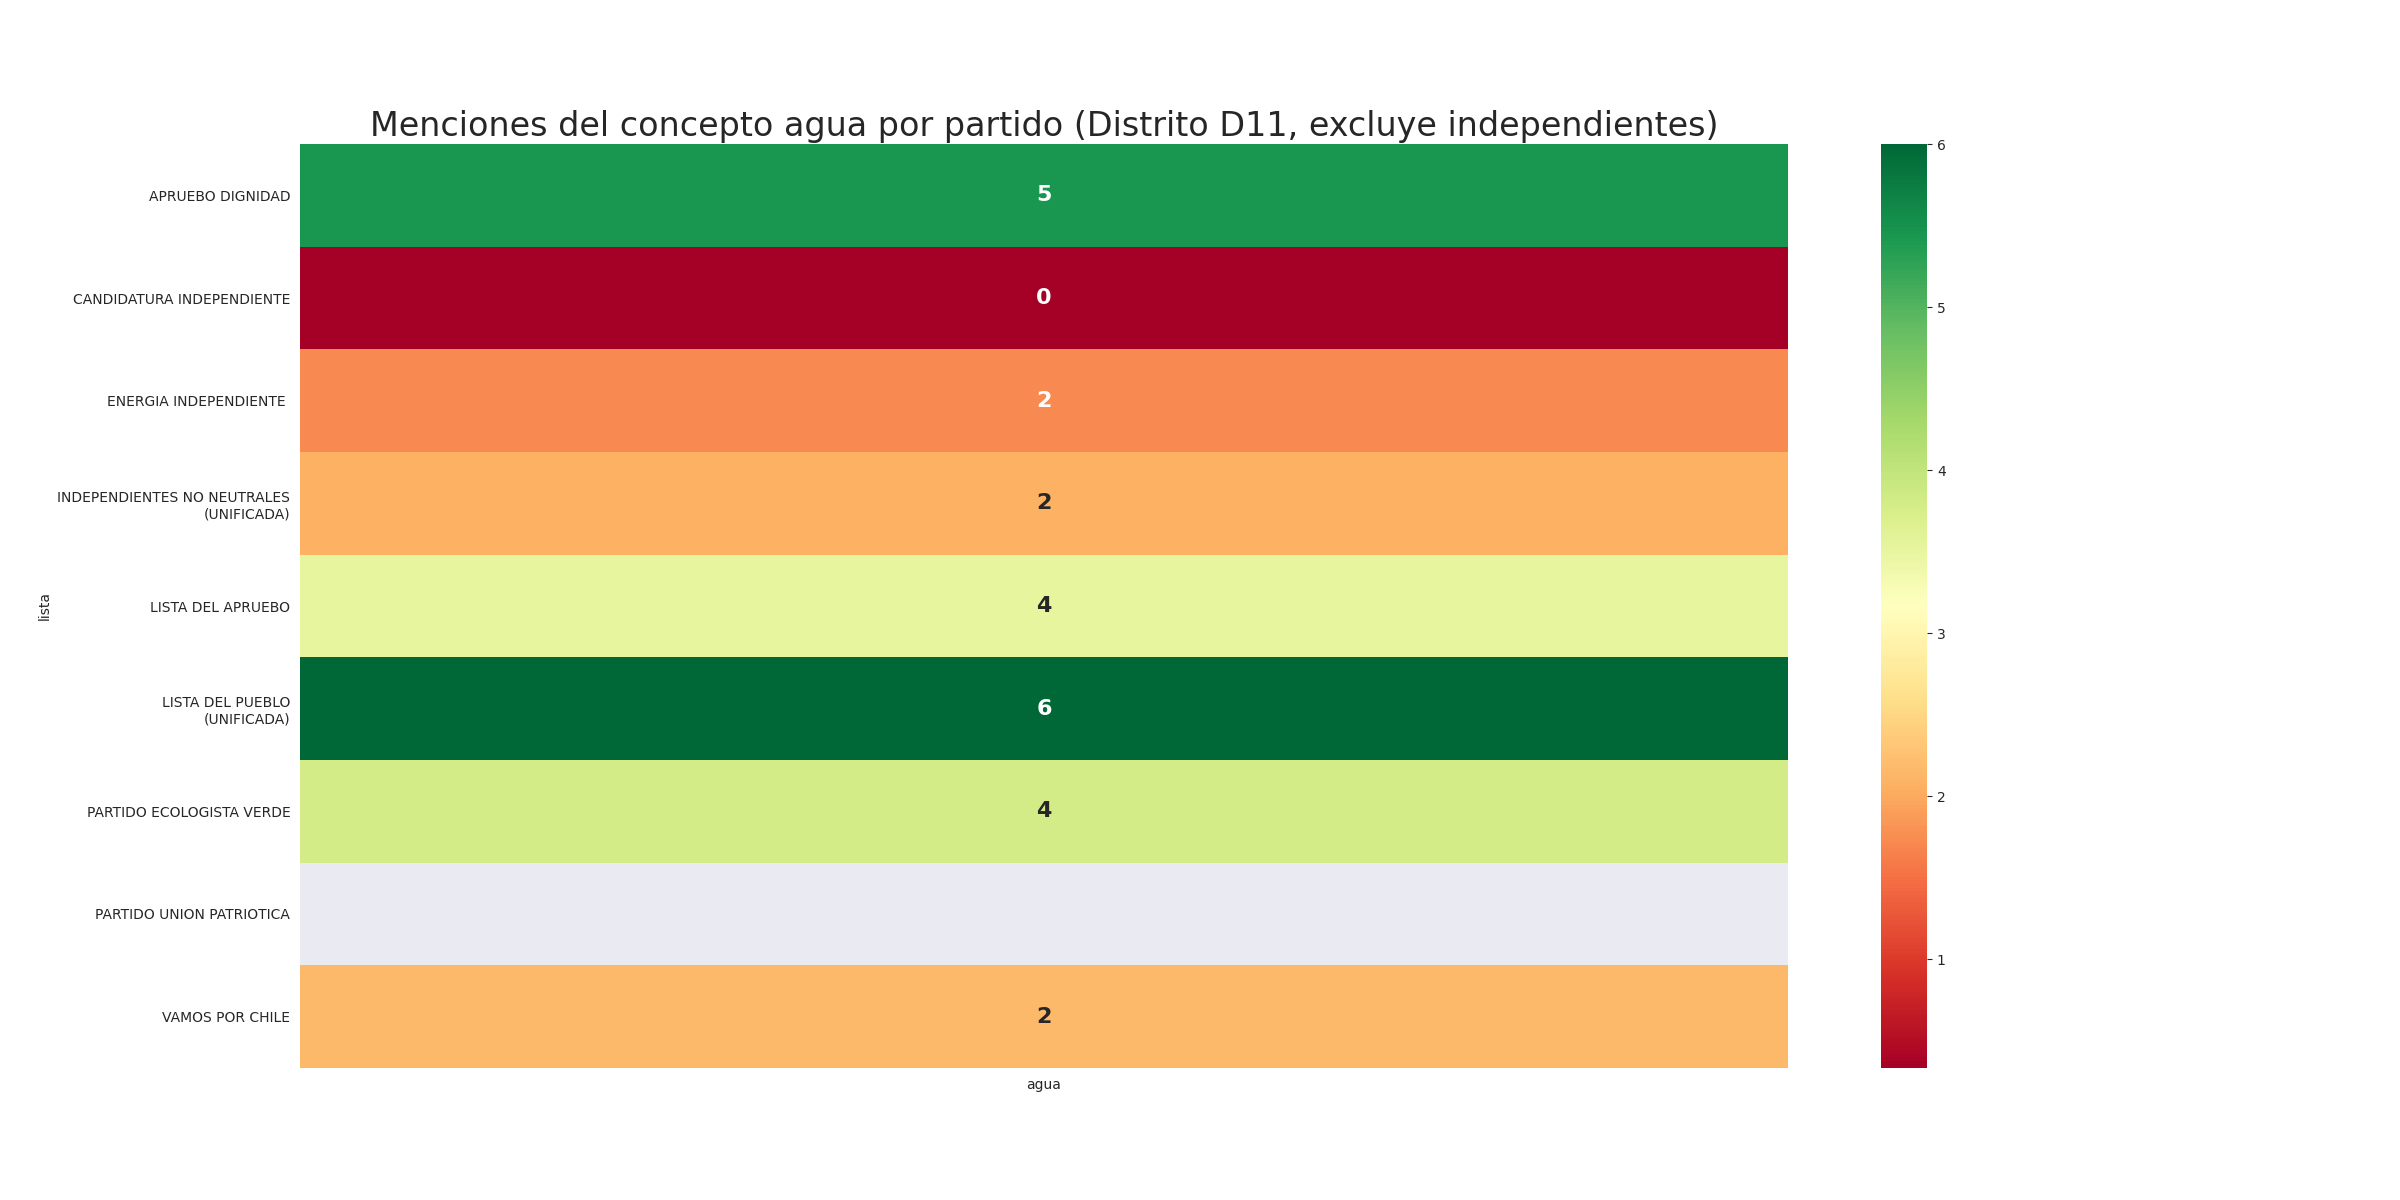 Menciones del concepto agua por partido (Distrito D11, excluye independientes)
APRUEBO DIGNIDAD
5
CANDIDATURA INDEPENDIENTE
0
ENERGIA INDEPENDIENTE
2
INDEPENDIENTES NO NEUTRALES
(UNIFICADA)
2
LISTA DEL APRUEBO
4
LISTA DEL PUEBLO
(UNIFICADA)
6
PARTIDO ECOLOGISTA VERDE
4
PARTIDO UNION PATRIOTICA
VAMOS POR CHILE
2
lista
agua
6
5
4
3
2
1